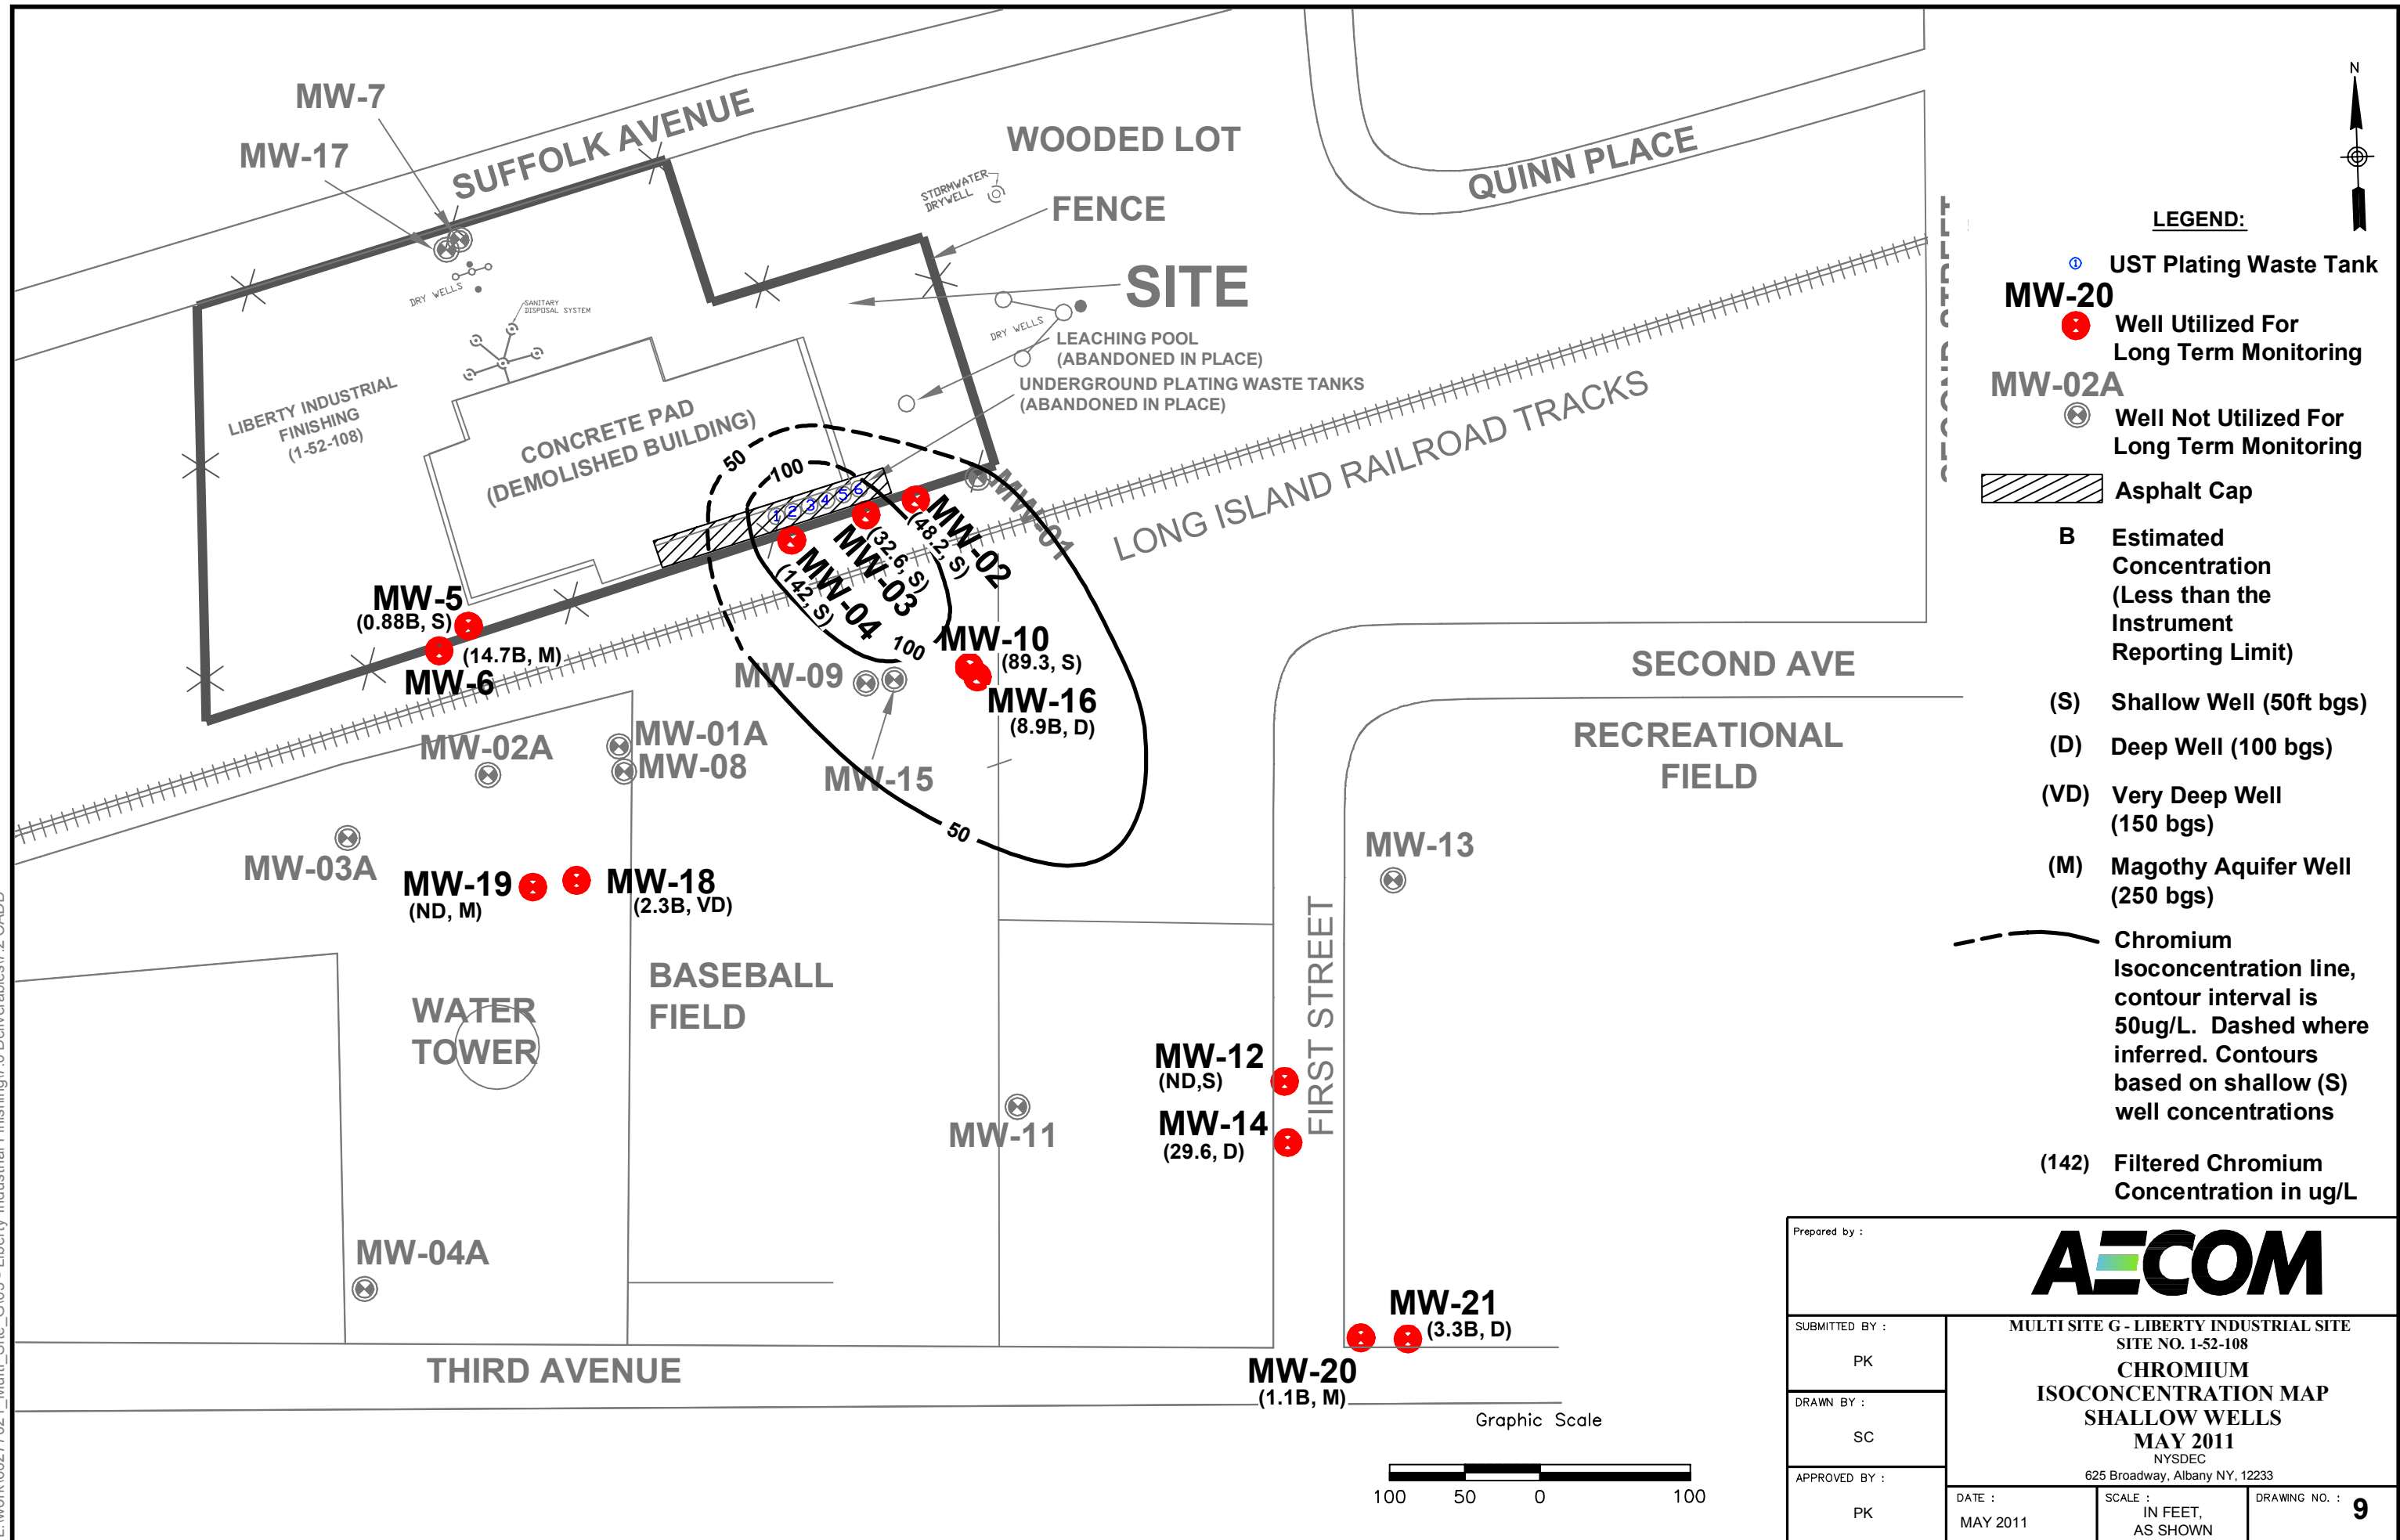 MW-7
MW-17
SUFFOLK AVENUE
WOODED LOT
QUINN PLACE
STORMWATER
DRYWELL
FENCE
SITE
DRY WELLS
SANITARY
DISPOSAL SYSTEM
DRY WELLS
LEACHING POOL
(ABANDONED IN PLACE)
UNDERGROUND PLATING WASTE TANKS
(ABANDONED IN PLACE)
LIBERTY INDUSTRIAL
FINISHING
(1-52-108)
CONCRETE PAD
(DEMOLISHED BUILDING)
LONG ISLAND RAILROAD TRACKS
50
100
1 2 3 4 5 6
MW-01
MW-02
(48.2, S)
MW-03
(32.6, S)
MW-04
(142, S)
100
MW-5
(0.88B, S)
(14.7B, M)
MW-6
MW-09
MW-10
(89.3, S)
MW-16
(8.9B, D)
MW-15
50
MW-02A
MW-01A
MW-08
MW-03A
MW-19
(ND, M)
MW-18
(2.3B, VD)
SECOND AVE
RECREATIONAL
FIELD
MW-13
BASEBALL
FIELD
WATER
TOWER
MW-11
MW-12
(ND,S)
MW-14
(29.6, D)
FIRST STREET
MW-04A
MW-21
(3.3B, D)
MW-20
(1.1B, M)
THIRD AVENUE
Graphic Scale
100 50 0 100
SECOND STREET
N
LEGEND:
1 UST Plating Waste Tank
MW-20
Well Utilized For
Long Term Monitoring
MW-02A
Well Not Utilized For
Long Term Monitoring
Asphalt Cap
B Estimated
Concentration
(Less than the
Instrument
Reporting Limit)
(S) Shallow Well (50ft bgs)
(D) Deep Well (100 bgs)
(VD) Very Deep Well
(150 bgs)
(M) Magothy Aquifer Well
(250 bgs)
Chromium
Isoconcentration line,
contour interval is
50ug/L. Dashed where
inferred. Contours
based on shallow (S)
well concentrations
(142) Filtered Chromium
Concentration in ug/L
Prepared by :
AECOM
SUBMITTED BY :
PK
DRAWN BY :
SC
APPROVED BY :
PK
MULTI SITE G - LIBERTY INDUSTRIAL SITE
SITE NO. 1-52-108
CHROMIUM
ISOCONCENTRATION MAP
SHALLOW WELLS
MAY 2011
NYSDEC
625 Broadway, Albany NY, 12233
DATE :
MAY 2011
SCALE :
IN FEET,
AS SHOWN
DRAWING NO. : 9